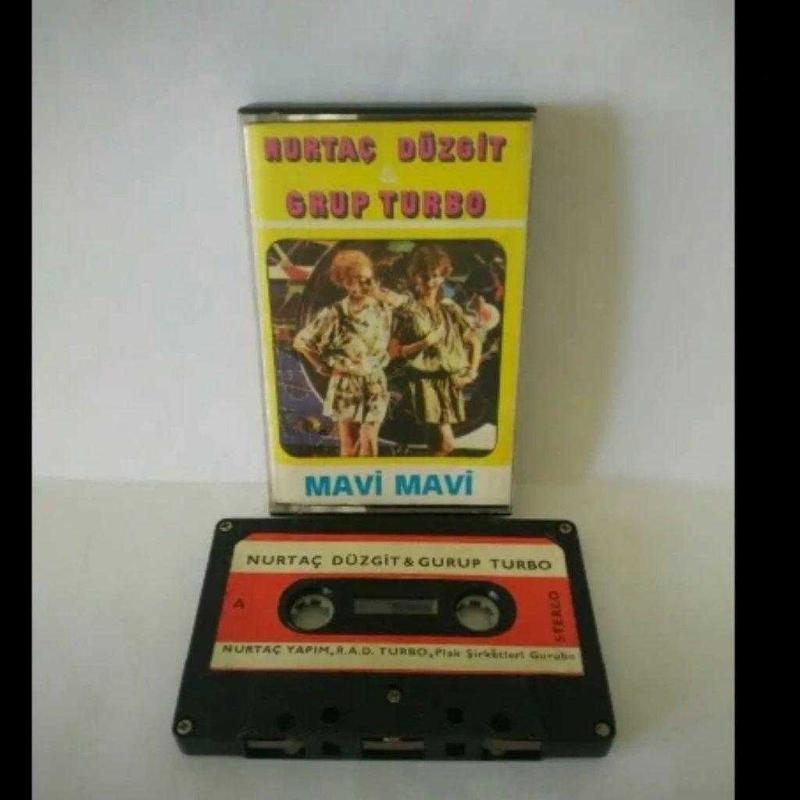 NURTAÇ DÜZGİT
&
GRUP TURBO
MAVİ MAVİ
NURTAÇ DÜZGİT & GURUP TURBO
A
STEREO
NURTAÇ YAPIM, R.A.D. TURBO, Plak Şirketleri Gurubu